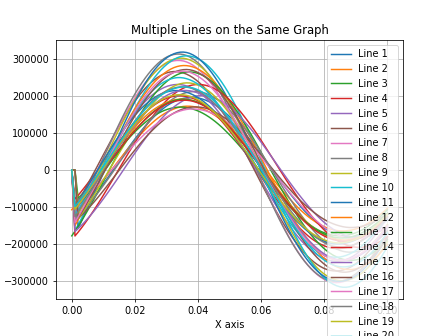 Multiple Lines on the Same Graph
300000
200000
100000
0
−100000
−200000
−300000
0.00 0.02 0.04 0.06 0.08
X axis
Line 1
Line 2
Line 3
Line 4
Line 5
Line 6
Line 7
Line 8
Line 9
Line 10
Line 11
Line 12
Line 13
Line 14
Line 15
Line 16
Line 17
Line 18
Line 19
Line 20